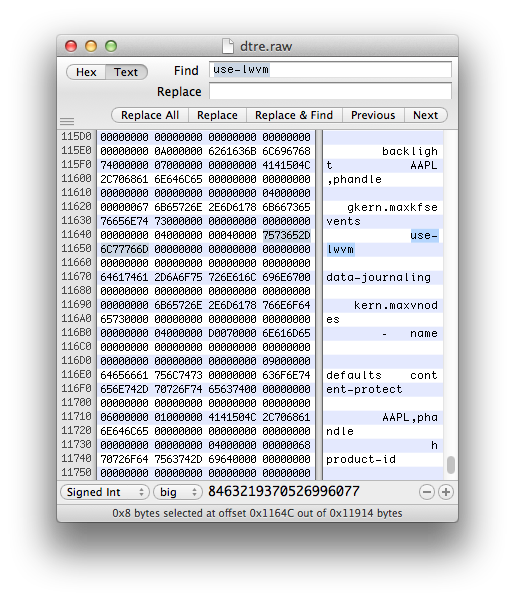 dtre.raw
Hex Text Find use-lwvm
Replace
Replace All Replace Replace & Find Previous Next
115D0 00000000 00000000 00000000 00000000
115E0 00000000 0A000000 6261636B 6C696768 backligh
115F0 74000000 07000000 00000000 4141504C t AAPL
11600 2C706861 6E646C65 00000000 00000000 ,phandle
11610 00000000 00000000 00000000 04000000
11620 00000067 6B65726E 2E6D6178 6B667365 gkern.maxkfse
11630 76656E74 73000000 00000000 00000000 vents
11640 00000000 04000000 00040000 7573652D use-
11650 6C77766D 00000000 00000000 00000000 lwvm
11660 00000000 00000000 00000000 00000000
11670 64617461 2D6A6F75 726E616C 696E6700 data-journaling
11680 00000000 00000000 00000000 00000000
11690 00000000 6B65726E 2E6D6178 766E6F64 kern.maxvnod
116A0 65730000 00000000 00000000 00000000 es
116B0 00000000 04000000 D0070000 6E616D65 - name
116C0 00000000 00000000 00000000 00000000
116D0 00000000 00000000 00000000 09000000
116E0 64656661 756C7473 00000000 636F6E74 defaults cont
116F0 656E742D 70726F74 65637400 00000000 ent-protect
11700 00000000 00000000 00000000 00000000
11710 06000000 01000000 4141504C 2C706861 AAPL,pha
11720 6E646C65 00000000 00000000 00000000 ndle
11730 00000000 00000000 04000000 00000068 h
11740 70726F64 7563742D 69640000 00000000 product-id
11750 00000000 00000000 00000000 00000000
Signed Int big 8463219370526996077
0x8 bytes selected at offset 0x1164C out of 0x11914 bytes